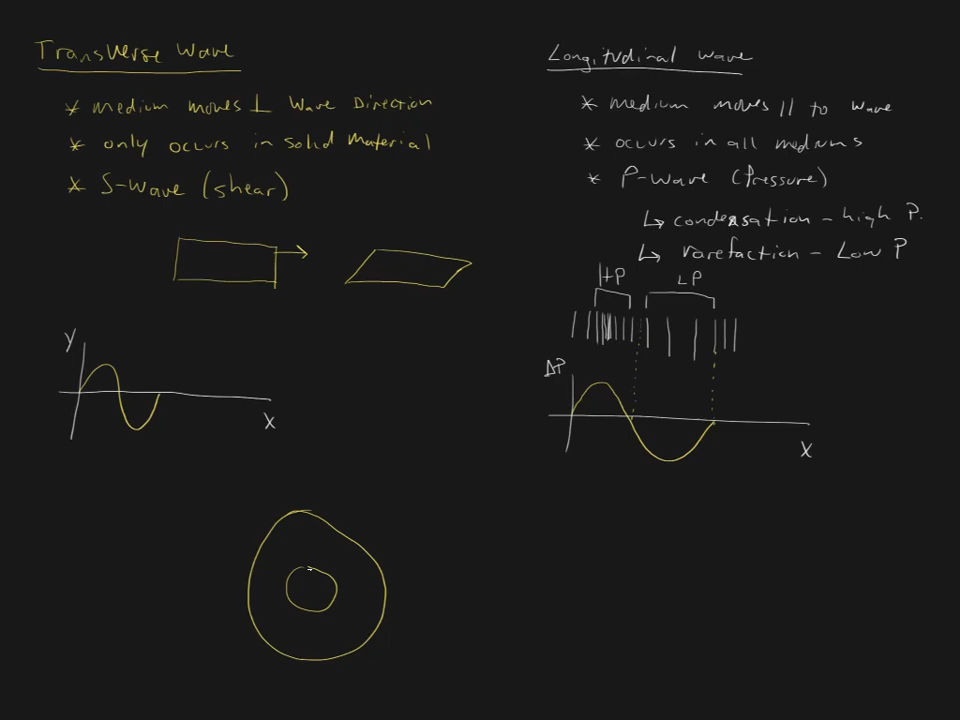 Transverse Wave
* medium moves ⊥ Wave Direction
* only occurs in solid Material
* S-Wave (shear)
Y
X
Longitudinal wave
* medium moves // to wave
* occurs in all mediums
* P-Wave (Pressure)
↳ condensation - high P.
↳ rarefaction - Low P
HP LP
ΔP
X